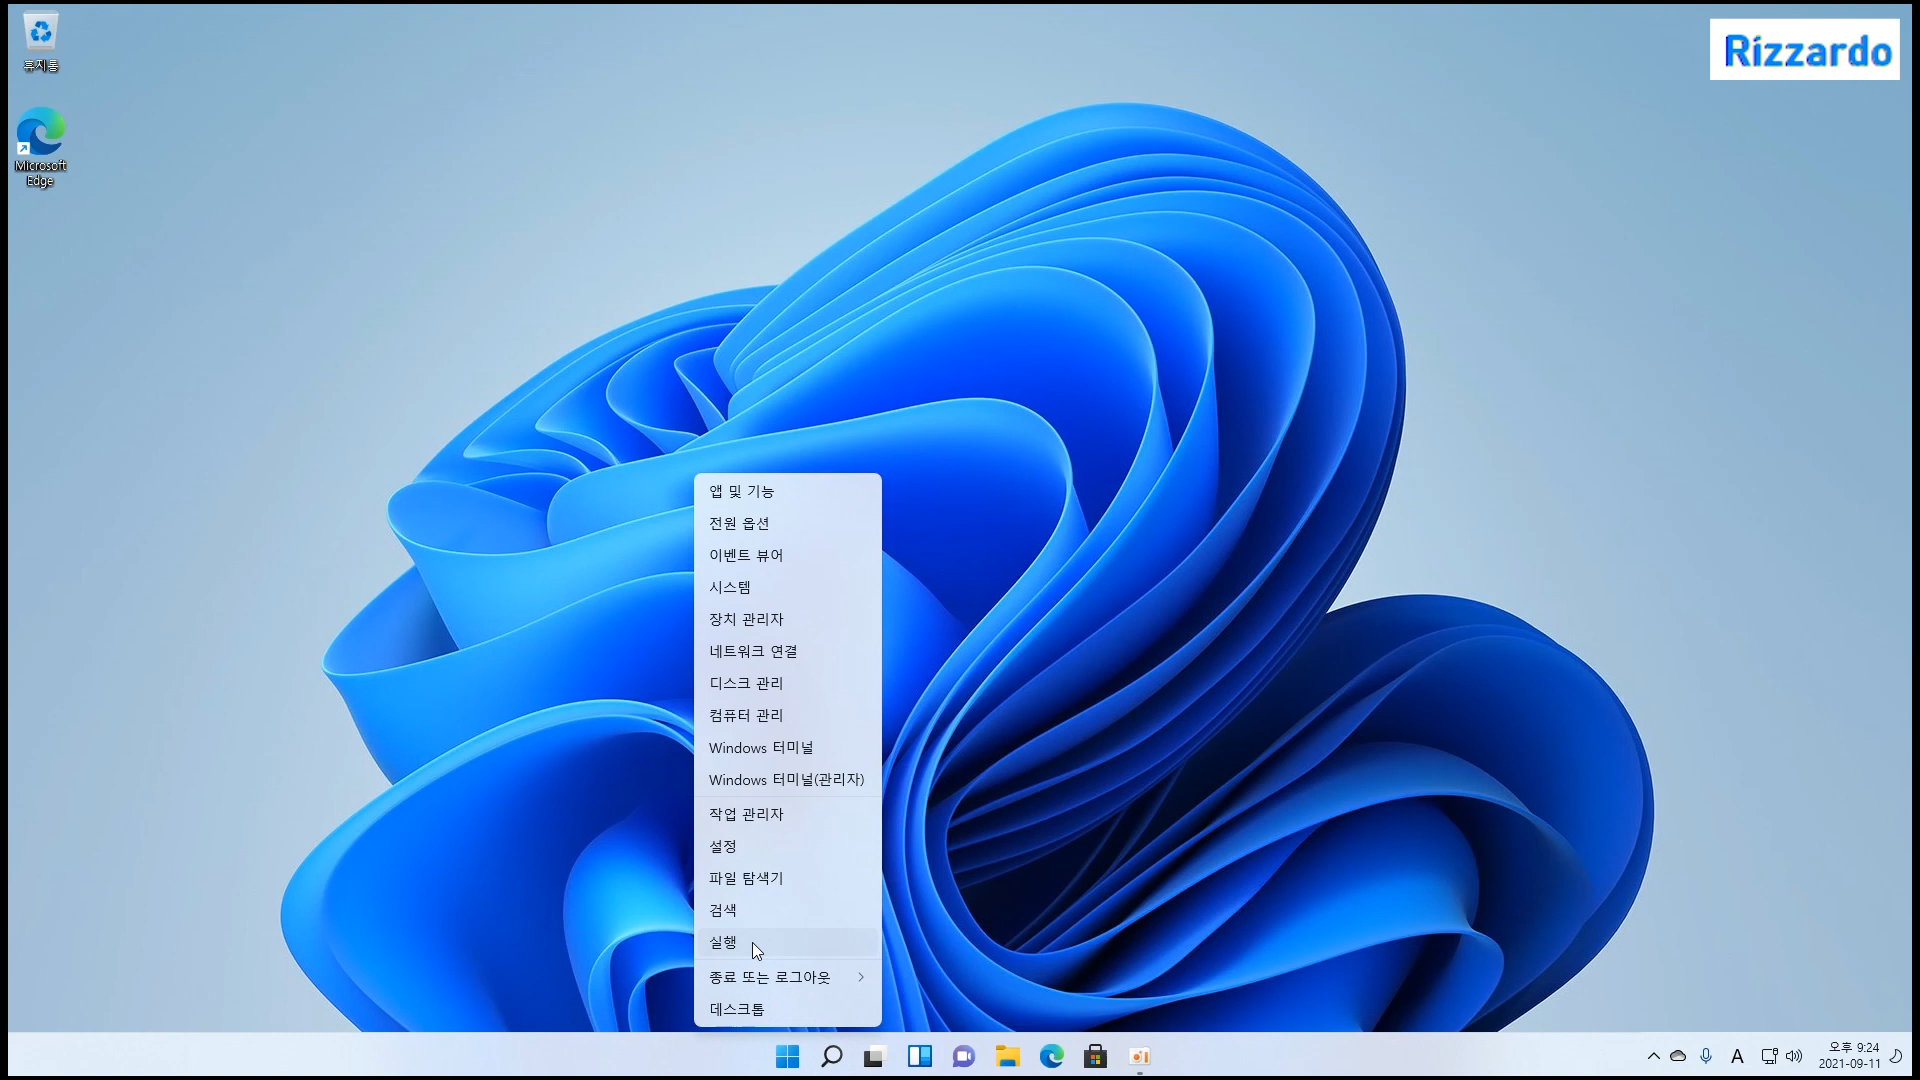 휴지통
Rizzardo
Microsoft
Edge
앱 및 기능
전원 옵션
이벤트 뷰어
시스템
장치 관리자
네트워크 연결
디스크 관리
컴퓨터 관리
Windows 터미널
Windows 터미널(관리자)
작업 관리자
설정
파일 탐색기
검색
실행
종료 또는 로그아웃
데스크톱
A
오후 9:24
2021-09-11